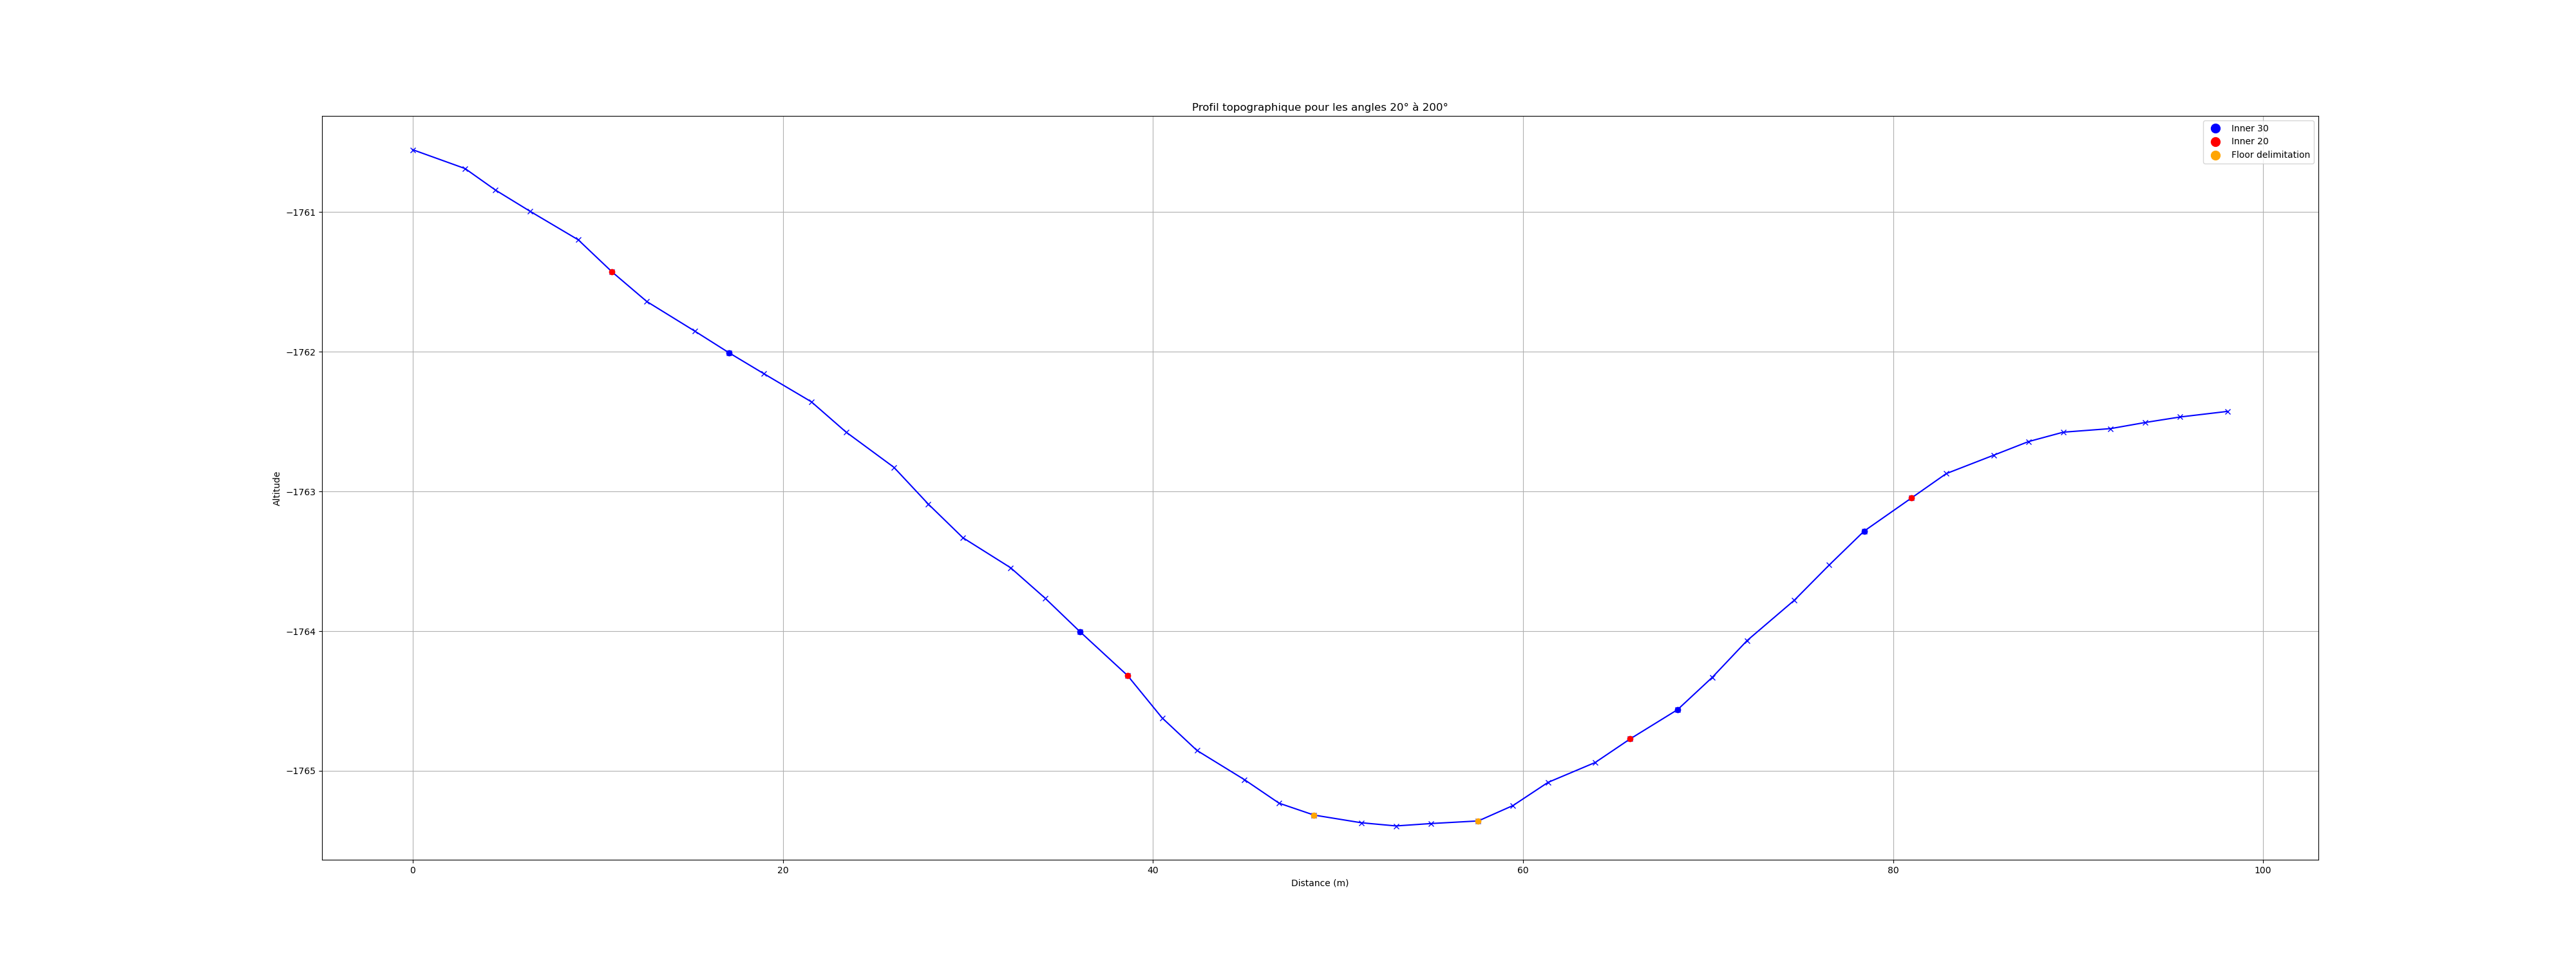 Profil topographique pour les angles 20° à 200°
Inner 30
Inner 20
Floor delimitation
−1761
−1762
−1763
−1764
−1765
Altitude
0
20
40
60
80
100
Distance (m)